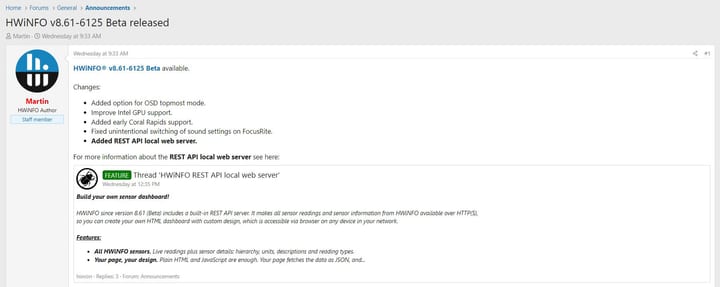 Home › Forums › General › Announcements ›
HWiNFO v8.61-6125 Beta released
Martin · Wednesday at 9:33 AM
Wednesday at 9:33 AM
#1
Martin
HWiNFO Author
Staff member
HWiNFO® v8.61-6125 Beta available.
Changes:
• Added option for OSD topmost mode.
• Improve Intel GPU support.
• Added early Coral Rapids support.
• Fixed unintentional switching of sound settings on FocusRite.
• Added REST API local web server.
For more information about the REST API local web server see here:
FEATURE Thread 'HWiNFO REST API local web server'
Wednesday at 12:35 PM
Build your own sensor dashboard!
HWiNFO since version 8.61 (Beta) includes a built-in REST API server. It makes all sensor readings and sensor information from HWiNFO available over HTTP(S),
so you can create your own HTML dashboard with custom design, which is accessible via browser on any device in your network.
Features:
• All HWiNFO sensors. Live readings plus sensor details: hierarchy, units, descriptions and reading types.
• Your page, your design. Plain HTML and JavaScript are enough. Your page fetches the data as JSON, and...
Replies: 3 · Forum: Announcements